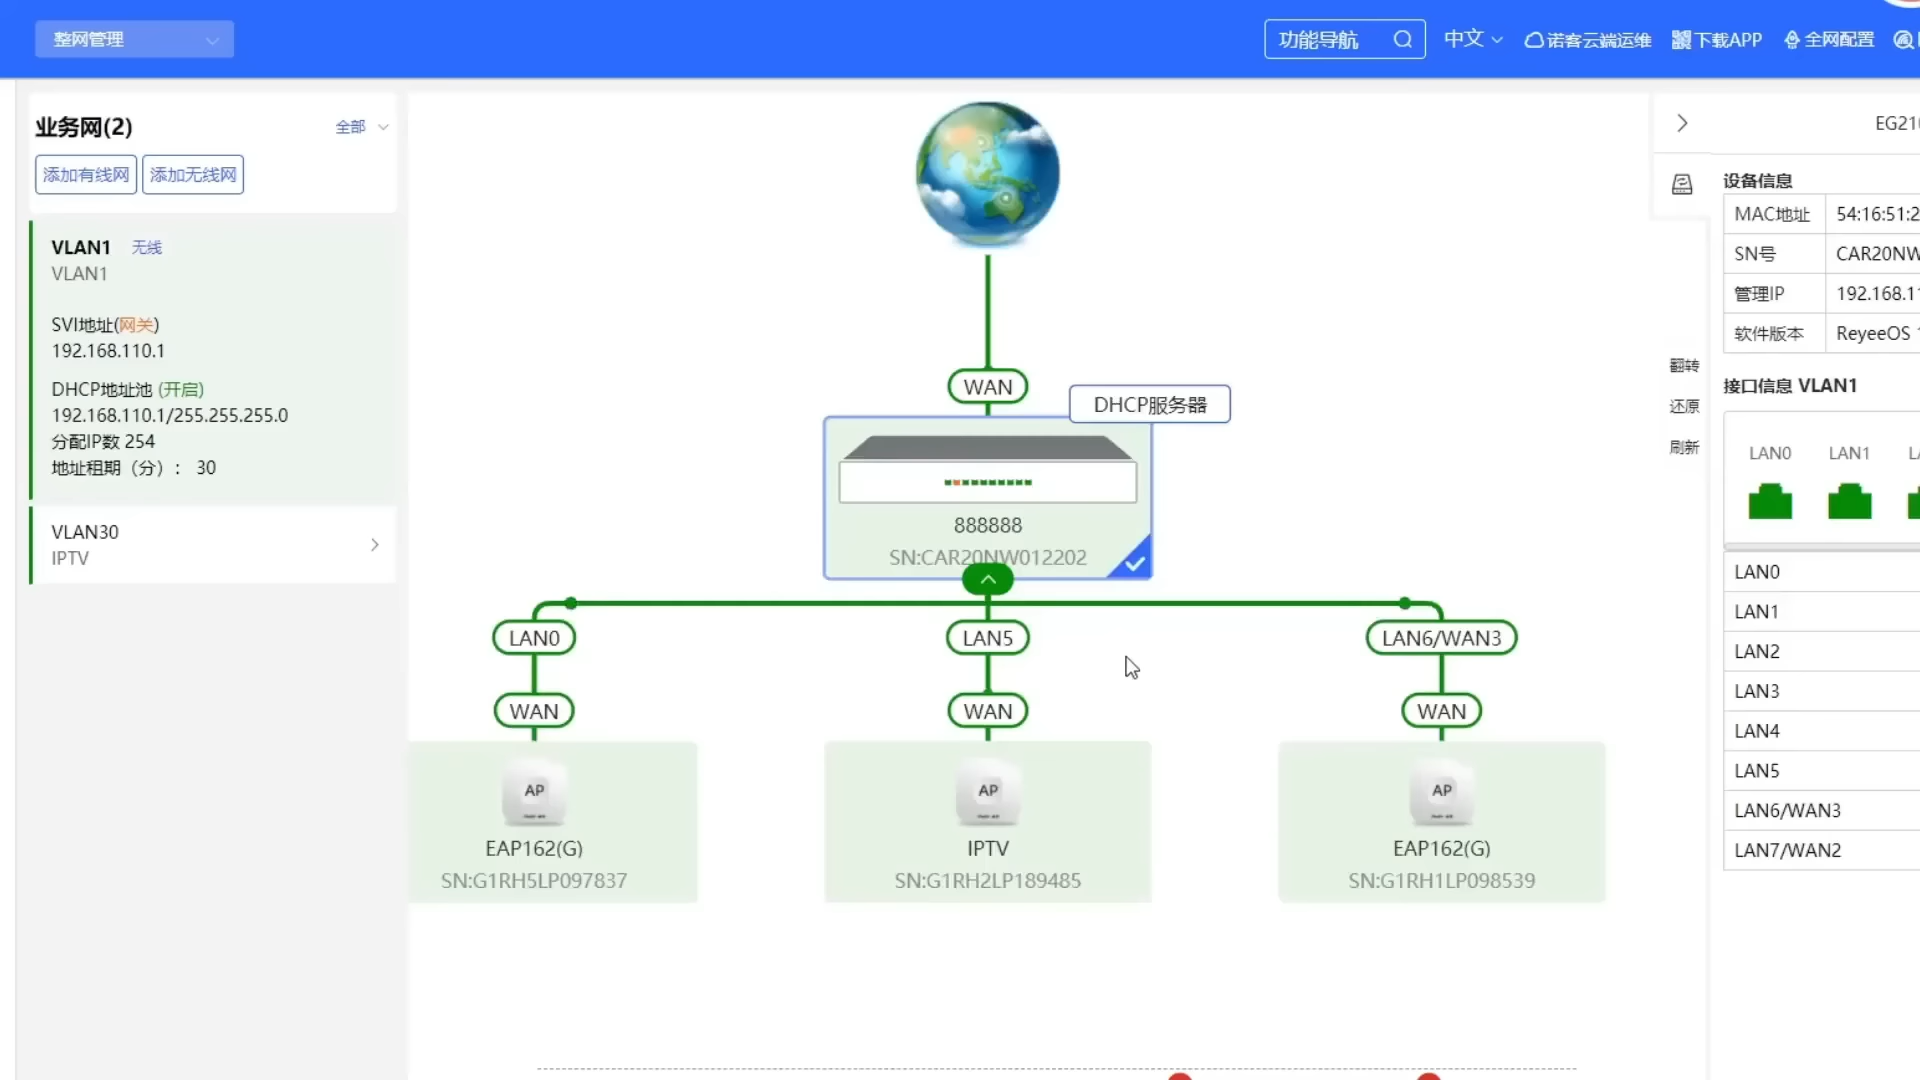 整网管理
功能导航
中文
诺客云端运维
下载APP
全网配置
业务网(2)
全部
添加有线网
添加无线网
VLAN1 无线
VLAN1
SVI地址(网关)
192.168.110.1
DHCP地址池 (开启)
192.168.110.1/255.255.255.0
分配IP数 254
地址租期（分）： 30
VLAN30
IPTV
WAN
DHCP服务器
888888
SN:CAR20NW012202
LAN0
LAN5
LAN6/WAN3
WAN
WAN
WAN
AP
AP
AP
EAP162(G)
IPTV
EAP162(G)
SN:G1RH5LP097837
SN:G1RH2LP189485
SN:G1RH1LP098539
翻转
还原
刷新
EG210
设备信息
MAC地址 54:16:51:2
SN号 CAR20NW
管理IP 192.168.11
软件版本 ReyeeOS 1
接口信息 VLAN1
LAN0 LAN1
LAN0
LAN1
LAN2
LAN3
LAN4
LAN5
LAN6/WAN3
LAN7/WAN2